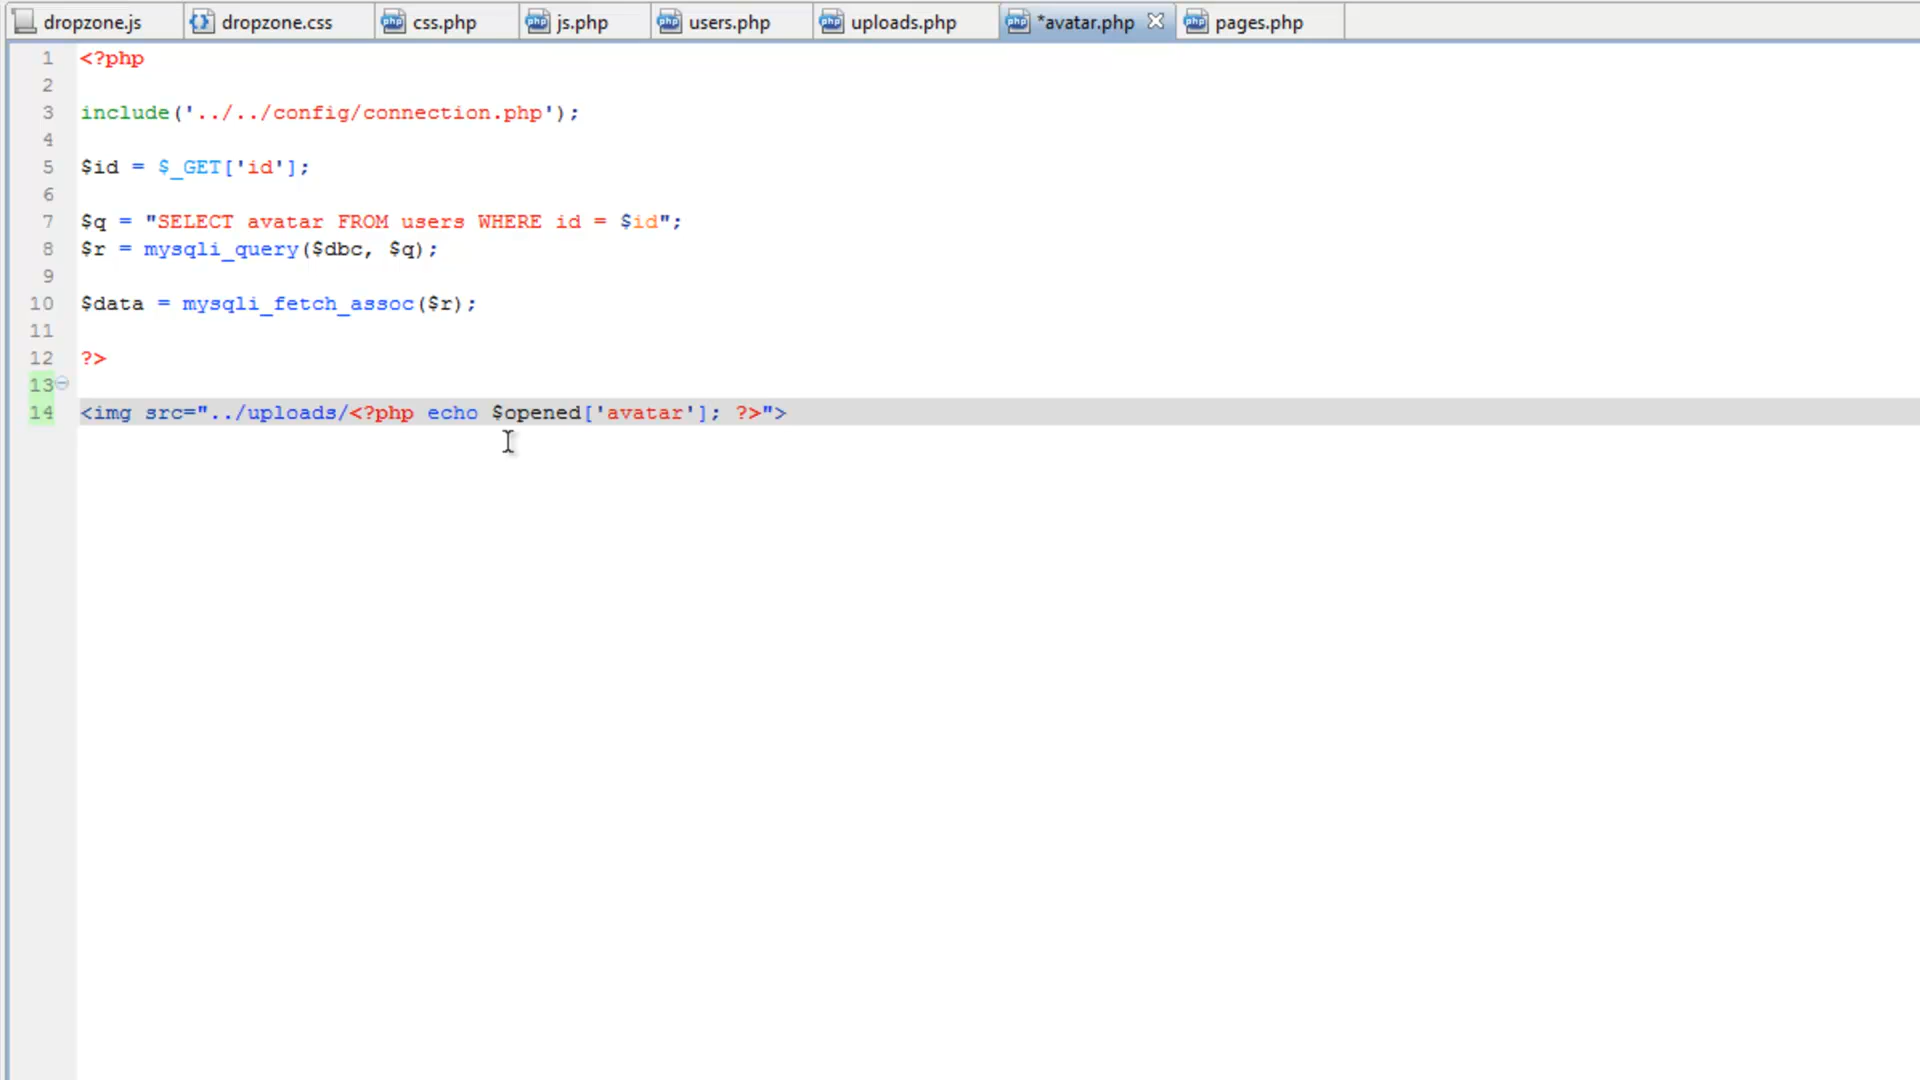 dropzone.js dropzone.css css.php js.php users.php uploads.php *avatar.php pages.php
1 <?php
2
3 include('../../config/connection.php');
4
5 $id = $_GET['id'];
6
7 $q = "SELECT avatar FROM users WHERE id = $id";
8 $r = mysqli_query($dbc, $q);
9
10 $data = mysqli_fetch_assoc($r);
11
12 ?>
13
14 <img src="../uploads/<?php echo $opened['avatar']; ?>">